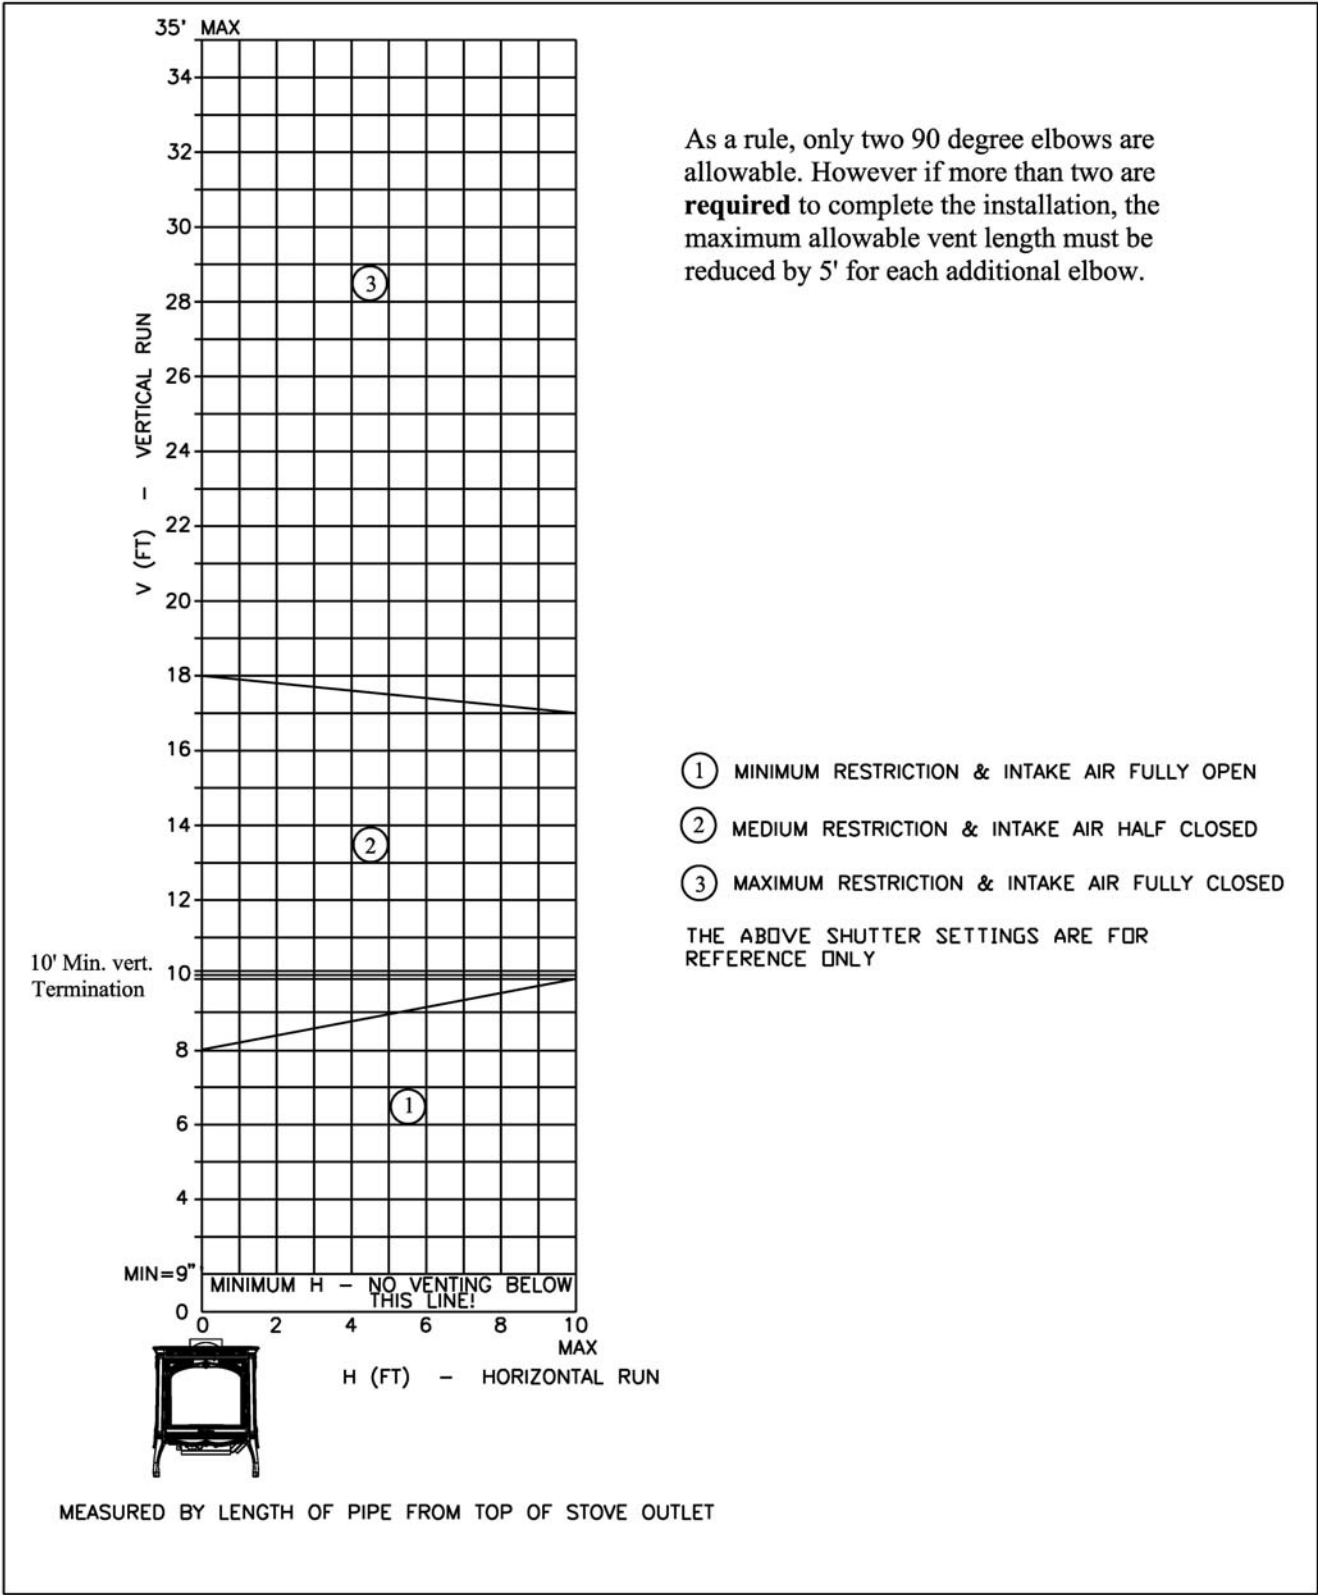 35' MAX
34
32
30
28
26
24
22
20
18
16
14
12
10
8
6
4
MIN=9"
0
V (FT) - VERTICAL RUN
10' Min. vert.
Termination
3
2
1
MINIMUM H - NO VENTING BELOW
THIS LINE!
0 2 4 6 8 10
MAX
H (FT) - HORIZONTAL RUN
MEASURED BY LENGTH OF PIPE FROM TOP OF STOVE OUTLET
As a rule, only two 90 degree elbows are
allowable. However if more than two are
required to complete the installation, the
maximum allowable vent length must be
reduced by 5' for each additional elbow.
1 MINIMUM RESTRICTION & INTAKE AIR FULLY OPEN
2 MEDIUM RESTRICTION & INTAKE AIR HALF CLOSED
3 MAXIMUM RESTRICTION & INTAKE AIR FULLY CLOSED
THE ABOVE SHUTTER SETTINGS ARE FOR
REFERENCE ONLY